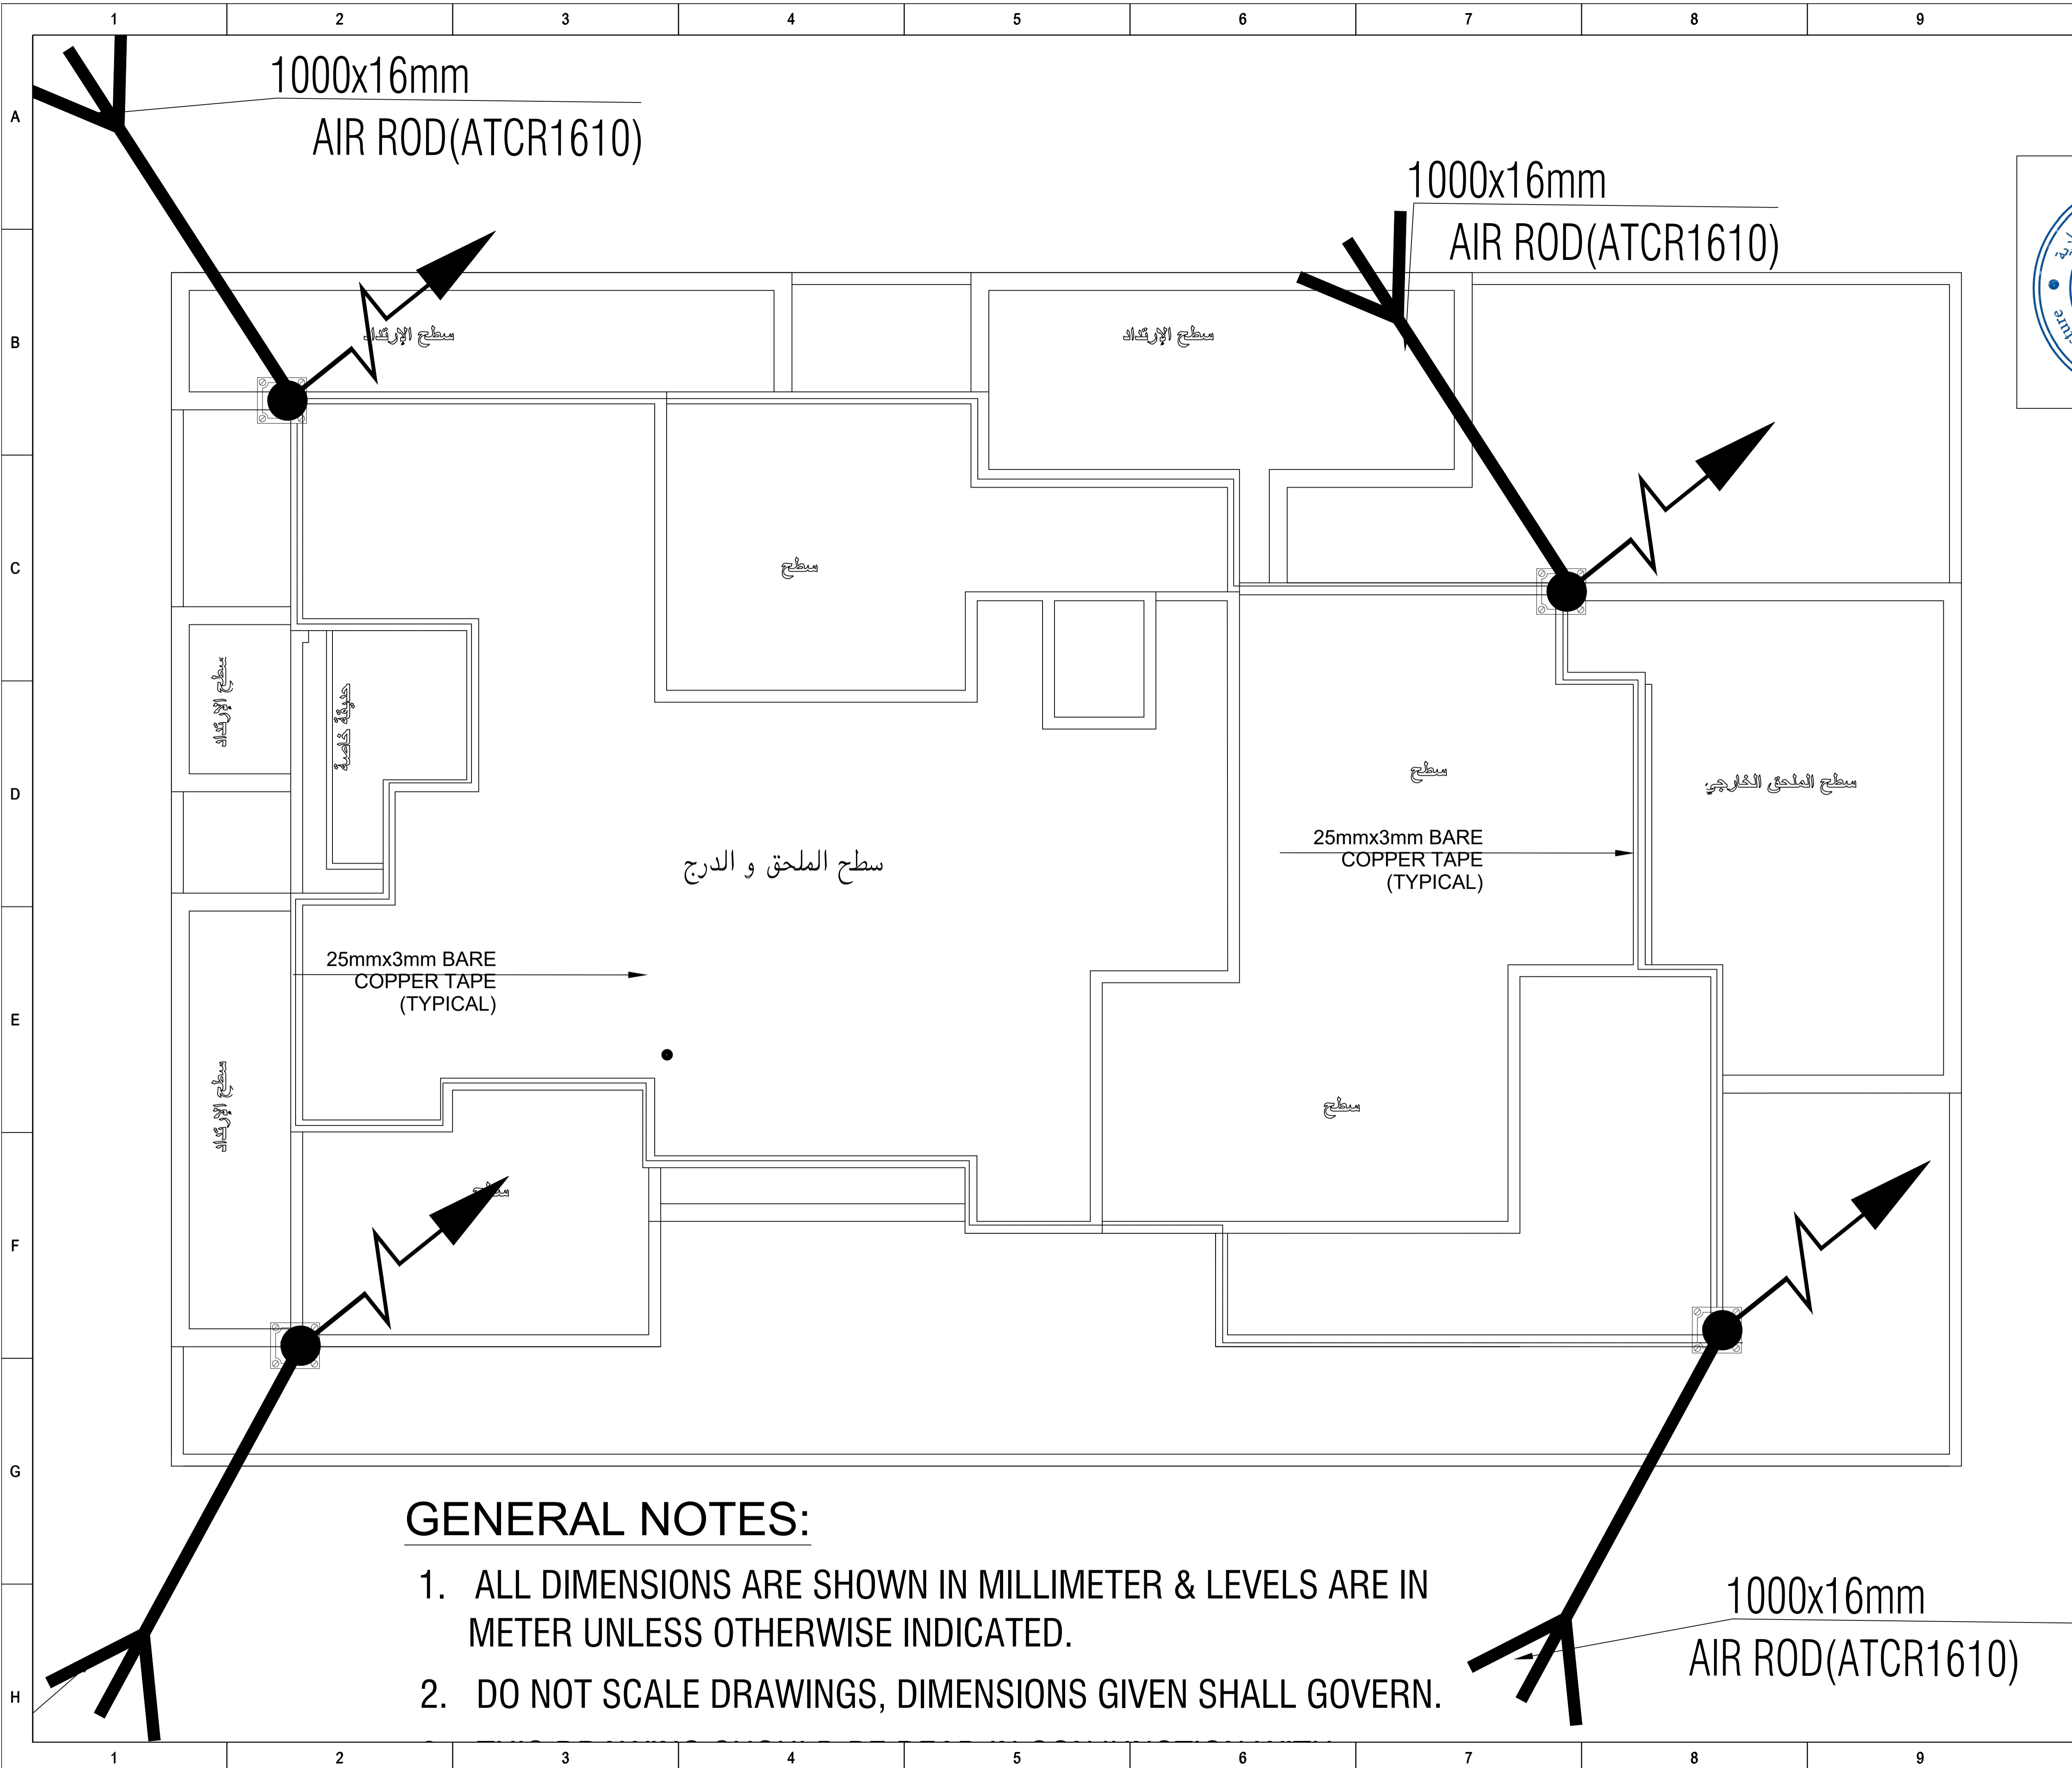 1 2 3 4 5 6 7 8 9
1000x16mm
AIR ROD(ATCR1610)
1000x16mm
AIR ROD(ATCR1610)
A
B
C
D
E
F
G
H
سطح الإرتداد
سطح الإرتداد
سطح
سطح الإرتداد
حديقة خاصة
سطح
سطح الملحق الخارجي
25mmx3mm BARE
COPPER TAPE
(TYPICAL)
سطح الملحق و الدرج
25mmx3mm BARE
COPPER TAPE
(TYPICAL)
سطح الإرتداد
سطح
سطح
GENERAL NOTES:
1. ALL DIMENSIONS ARE SHOWN IN MILLIMETER & LEVELS ARE IN
METER UNLESS OTHERWISE INDICATED.
2. DO NOT SCALE DRAWINGS, DIMENSIONS GIVEN SHALL GOVERN.
1000x16mm
AIR ROD(ATCR1610)
1 2 3 4 5 6 7 8 9